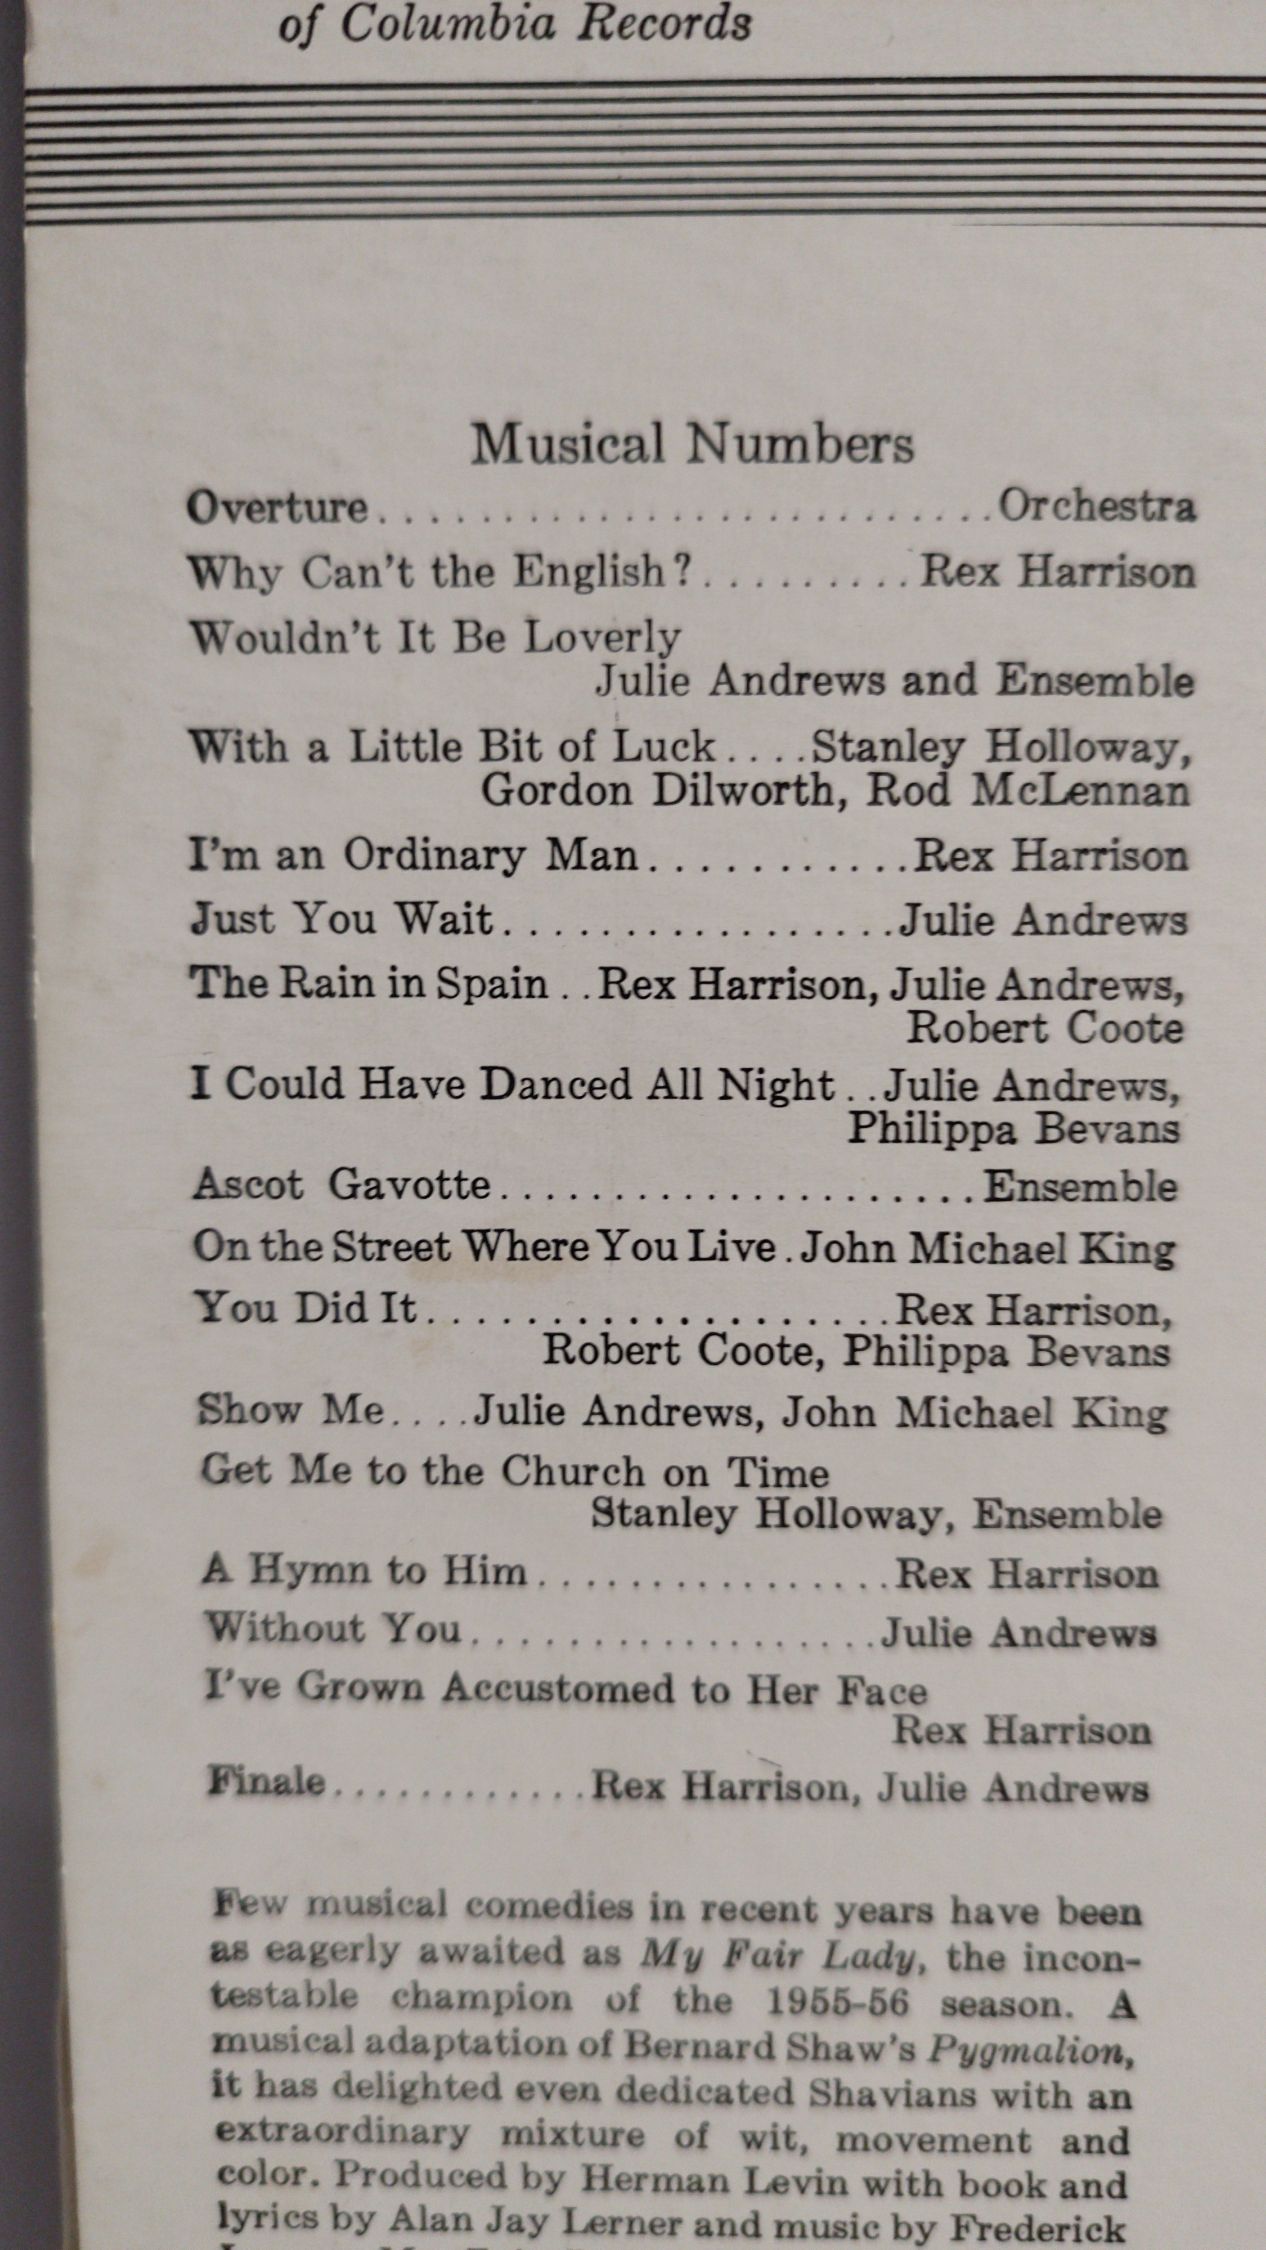 of Columbia Records
Musical Numbers
Overture..............................Orchestra
Why Can't the English?..........Rex Harrison
Wouldn't It Be Loverly
Julie Andrews and Ensemble
With a Little Bit of Luck....Stanley Holloway,
Gordon Dilworth, Rod McLennan
I'm an Ordinary Man...........Rex Harrison
Just You Wait.................Julie Andrews
The Rain in Spain..Rex Harrison, Julie Andrews,
Robert Coote
I Could Have Danced All Night..Julie Andrews,
Philippa Bevans
Ascot Gavotte.....................Ensemble
On the Street Where You Live.John Michael King
You Did It....................Rex Harrison,
Robert Coote, Philippa Bevans
Show Me....Julie Andrews, John Michael King
Get Me to the Church on Time
Stanley Holloway, Ensemble
A Hymn to Him................Rex Harrison
Without You..................Julie Andrews
I've Grown Accustomed to Her Face
Rex Harrison
Finale............Rex Harrison, Julie Andrews
Few musical comedies in recent years have been
as eagerly awaited as My Fair Lady, the incon-
testable champion of the 1955-56 season. A
musical adaptation of Bernard Shaw's Pygmalion,
it has delighted even dedicated Shavians with an
extraordinary mixture of wit, movement and
color. Produced by Herman Levin with book and
lyrics by Alan Jay Lerner and music by Frederick